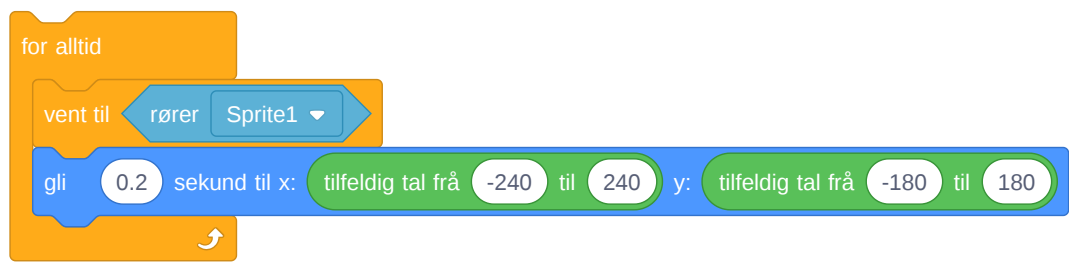 for alltid
vent til rører Sprite1
gli 0.2 sekund til x: tilfeldig tal frå -240 til 240 y: tilfeldig tal frå -180 til 180